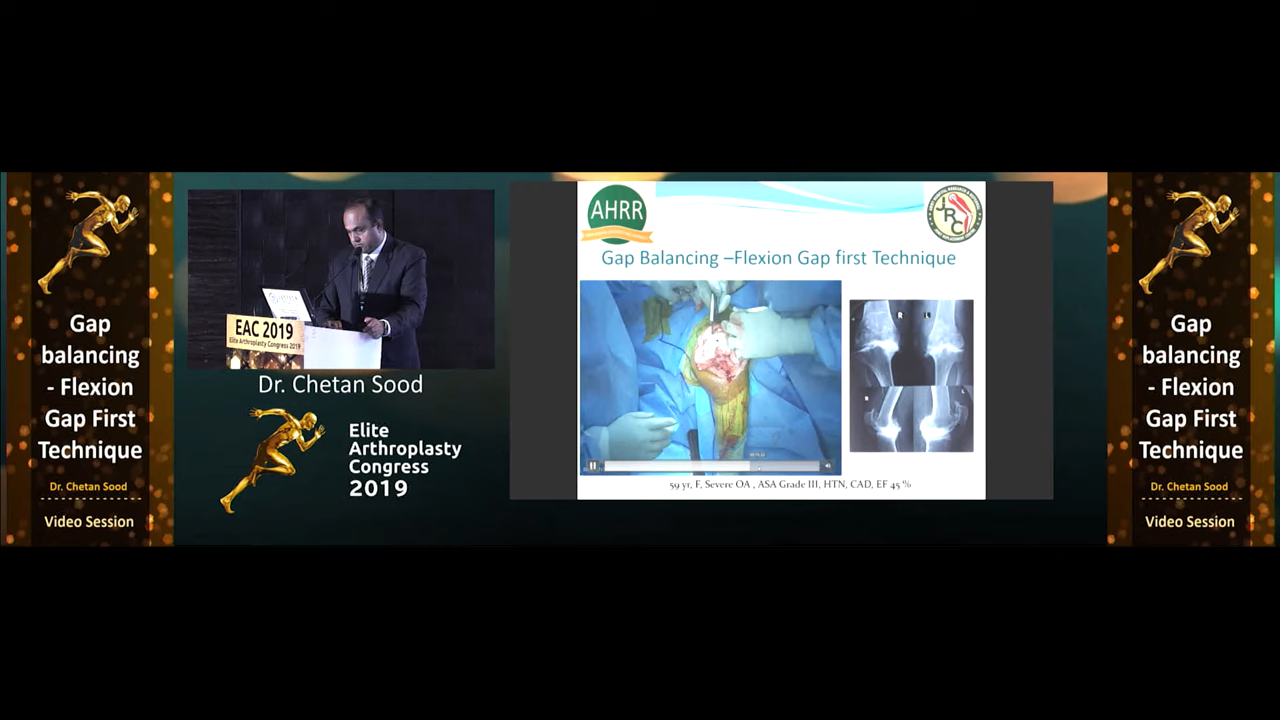 Gap
balancing
- Flexion
Gap First
Technique
Dr. Chetan Sood
Video Session
EAC 2019
Elite Arthroplasty Congress 2019
Dr. Chetan Sood
Elite
Arthroplasty
Congress
2019
AHRR
JRC
Gap Balancing –Flexion Gap first Technique
R
L
59 yr, F, Severe OA , ASA Grade III, HTN, CAD, EF 45 %
Gap
balancing
- Flexion
Gap First
Technique
Dr. Chetan Sood
Video Session